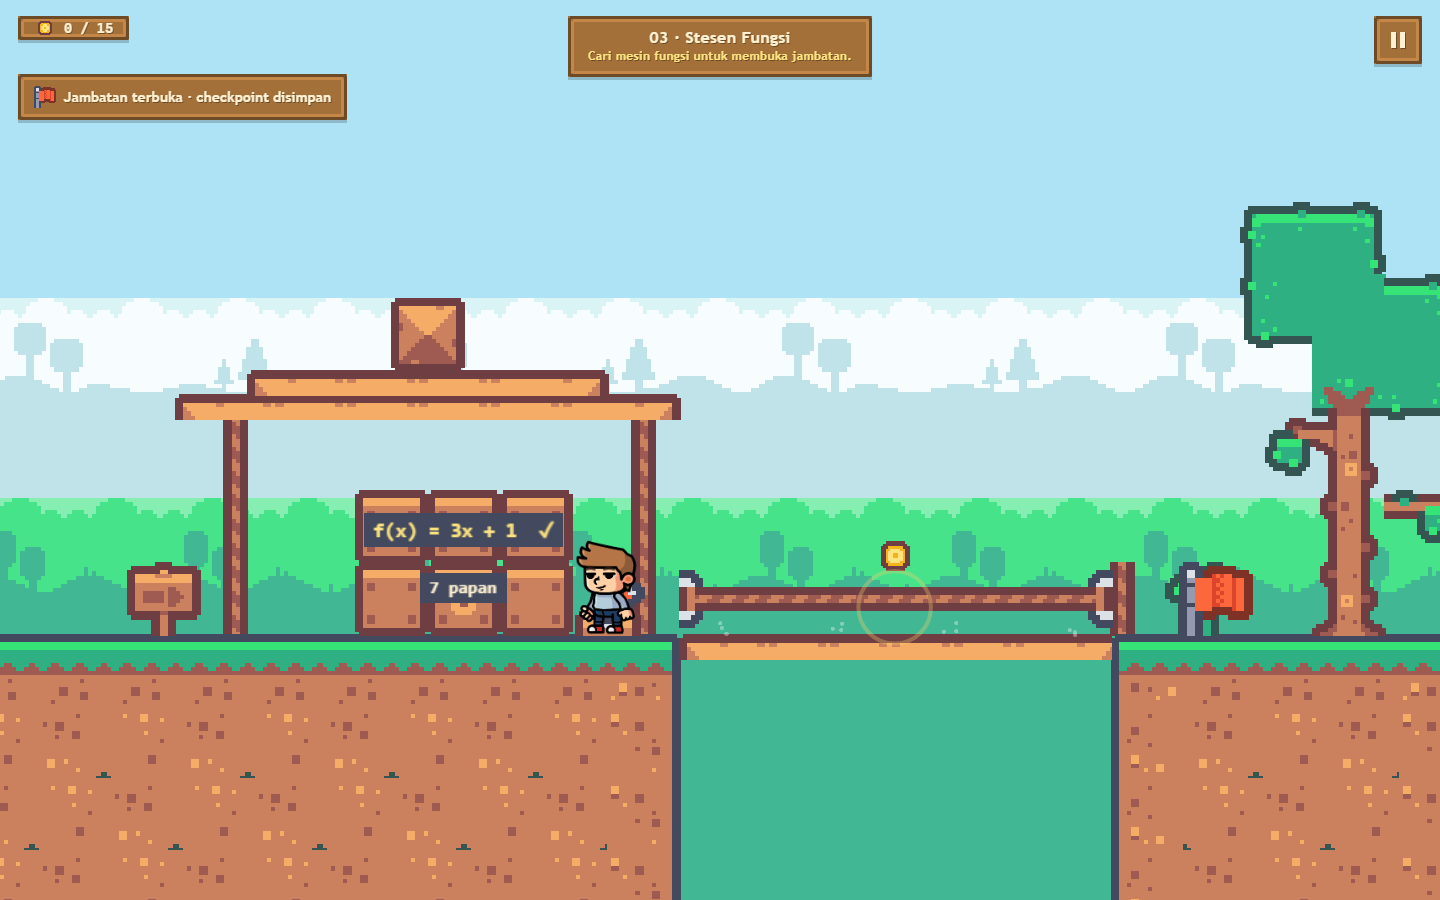 0 / 15
03 · Stesen Fungsi
Cari mesin fungsi untuk membuka jambatan.
Jambatan terbuka · checkpoint disimpan
f(x) = 3x + 1 ✓
7 papan